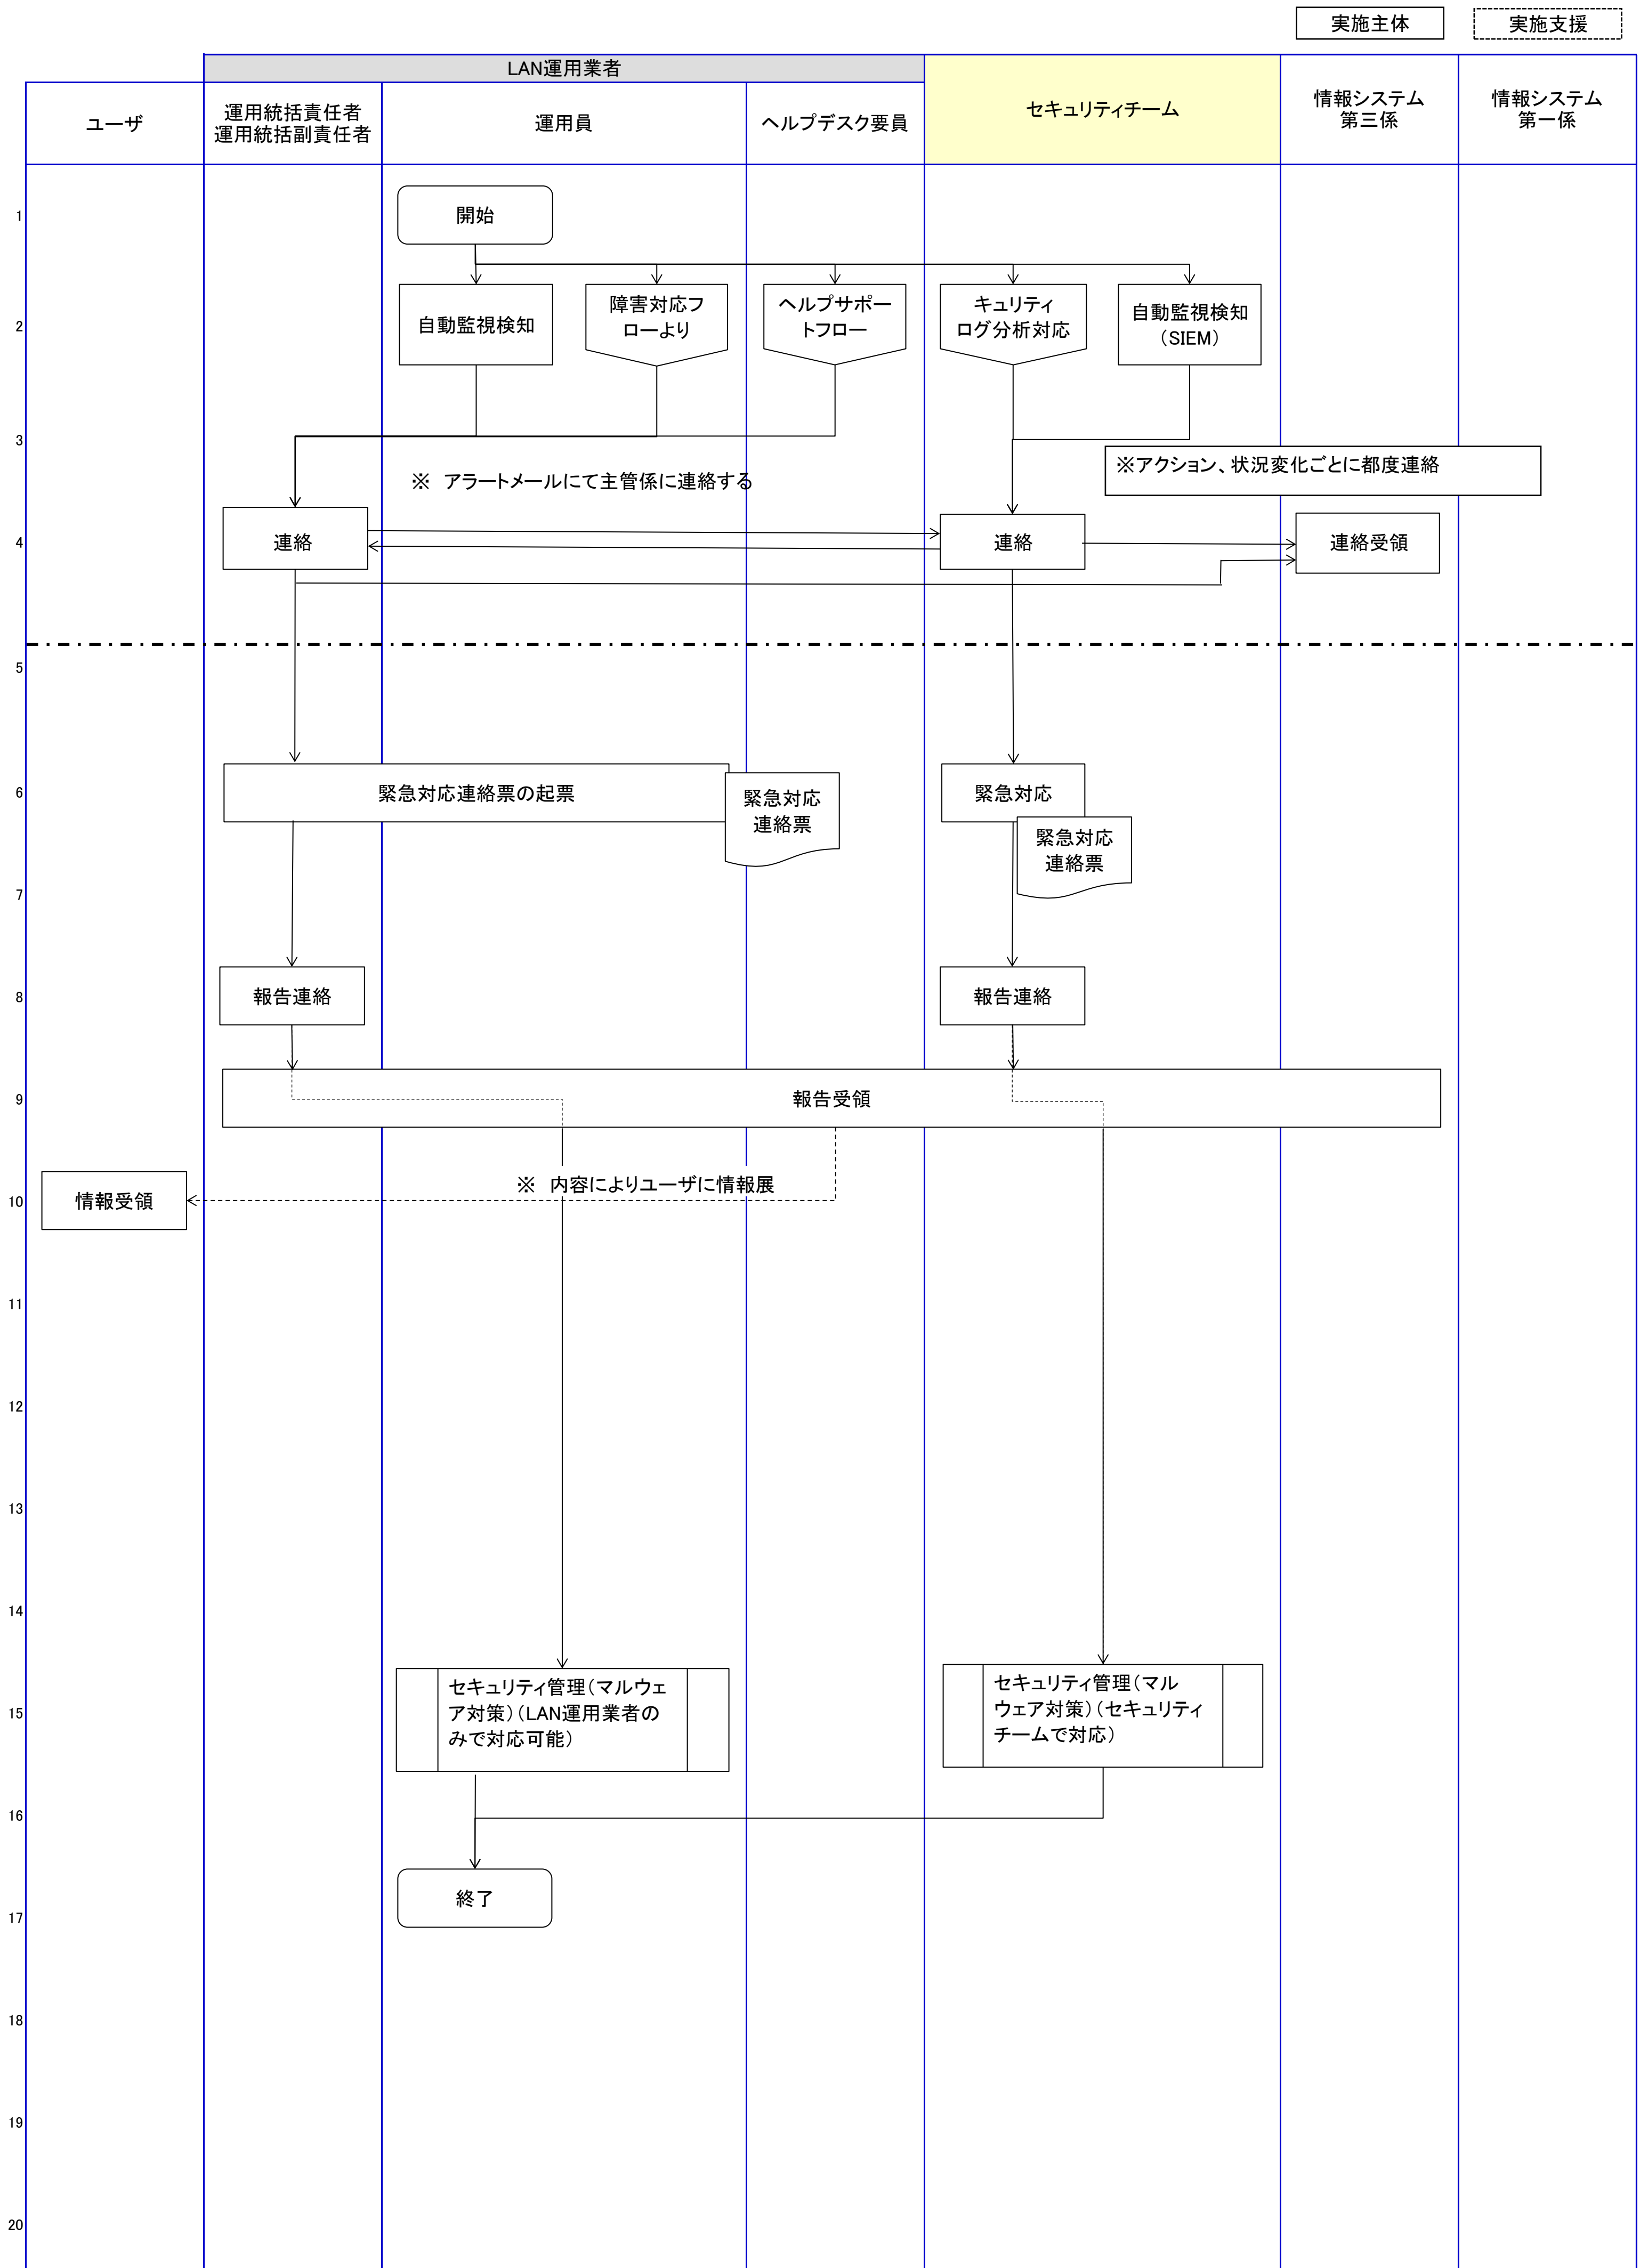 実施主体
実施支援
LAN運用業者
ユーザ
運用統括責任者
運用統括副責任者
運用員
ヘルプデスク要員
セキュリティチーム
情報システム
第三係
情報システム
第一係
1
開始
2
自動監視検知
障害対応フ
ローより
ヘルプサポー
トフロー
キュリティ
ログ分析対応
自動監視検知
（SIEM）
3
※ アラートメールにて主管係に連絡する
※アクション、状況変化ごとに都度連絡
4
連絡
連絡
連絡受領
5
6
緊急対応連絡票の起票
緊急対応
連絡票
緊急対応
緊急対応
連絡票
7
8
報告連絡
報告連絡
9
報告受領
※ 内容によりユーザに情報展
10
情報受領
11
12
13
14
15
セキュリティ管理（マルウェ
ア対策）（LAN運用業者の
みで対応可能）
セキュリティ管理（マル
ウェア対策）（セキュリティ
チームで対応）
16
17
終了
18
19
20